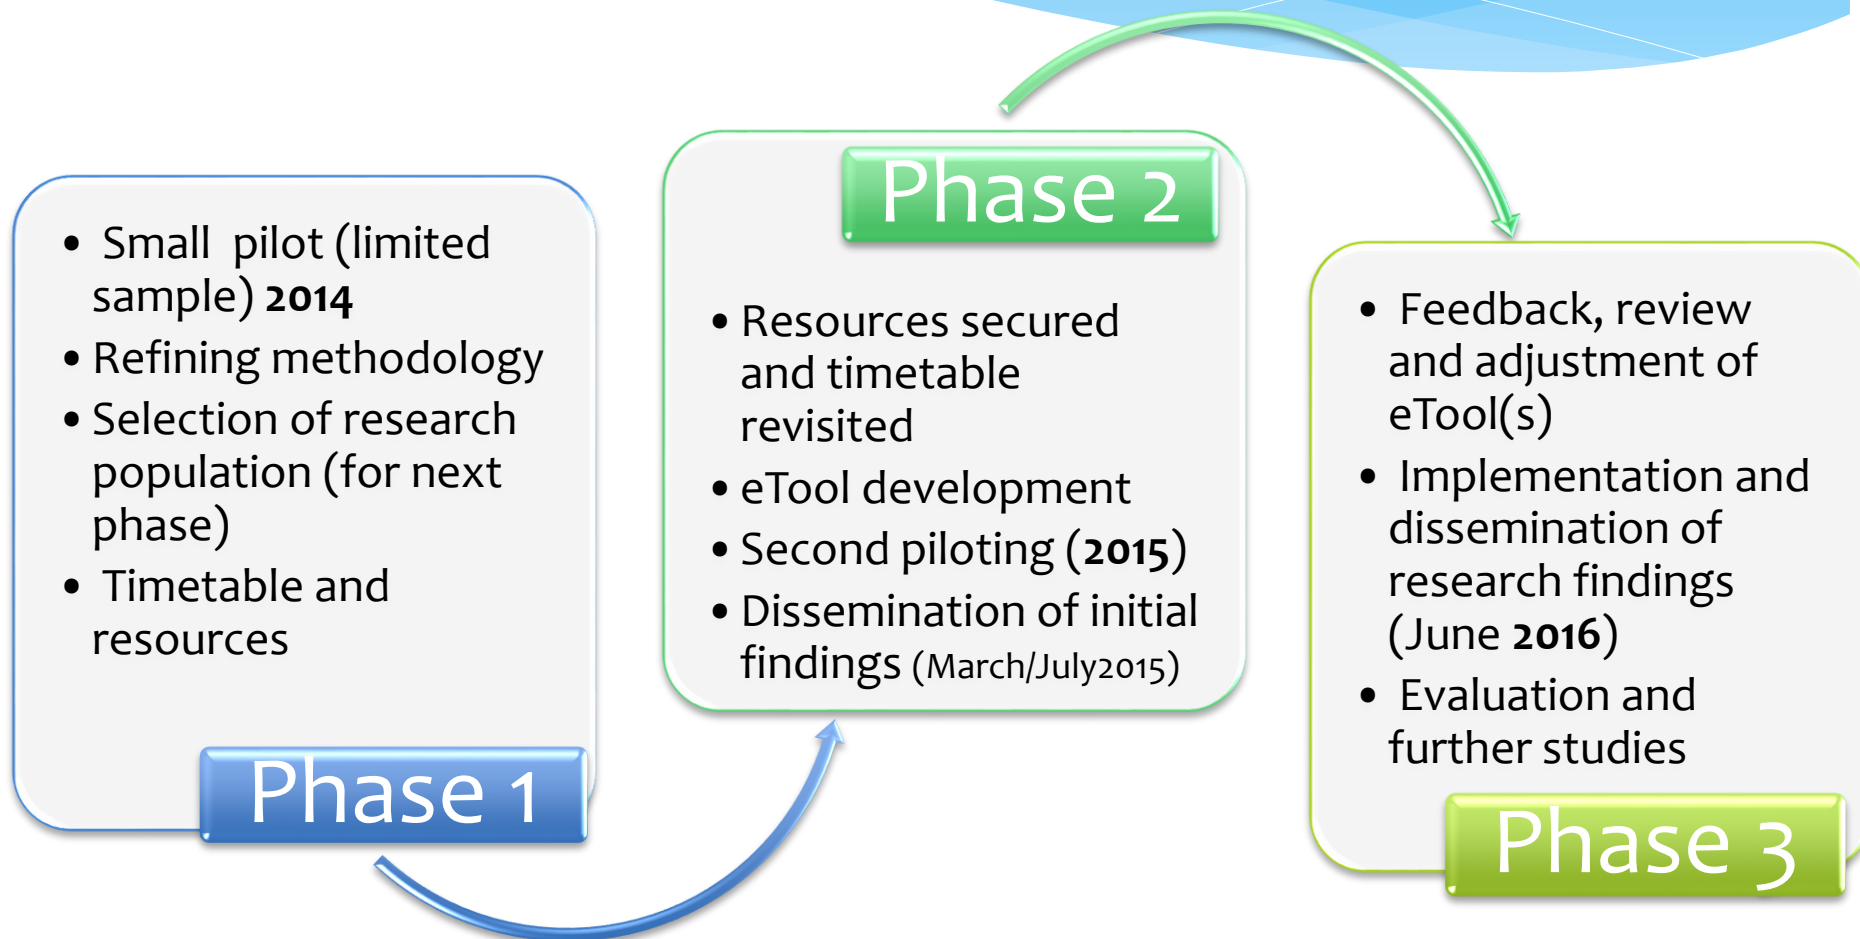 • Small pilot (limited
sample) 2014
• Refining methodology
• Selection of research
population (for next
phase)
• Timetable and
resources
Phase 1
Phase 2
• Resources secured
and timetable
revisited
• eTool development
• Second piloting (2015)
• Dissemination of initial
findings (March/July2015)
• Feedback, review
and adjustment of
eTool(s)
• Implementation and
dissemination of
research findings
(June 2016)
• Evaluation and
further studies
Phase 3